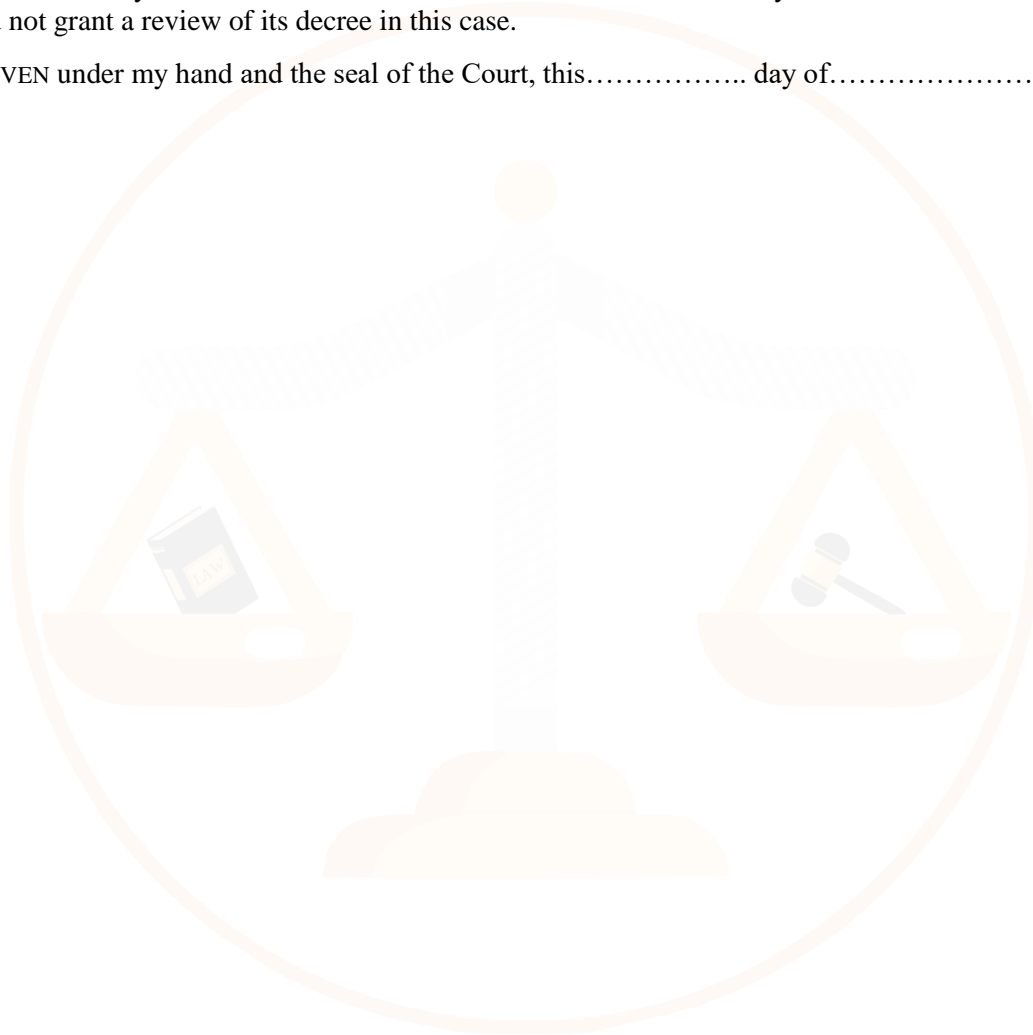 not grant a review of its decree in this case.
VEN under my hand and the seal of the Court, this…………….. day of…………………
LAW